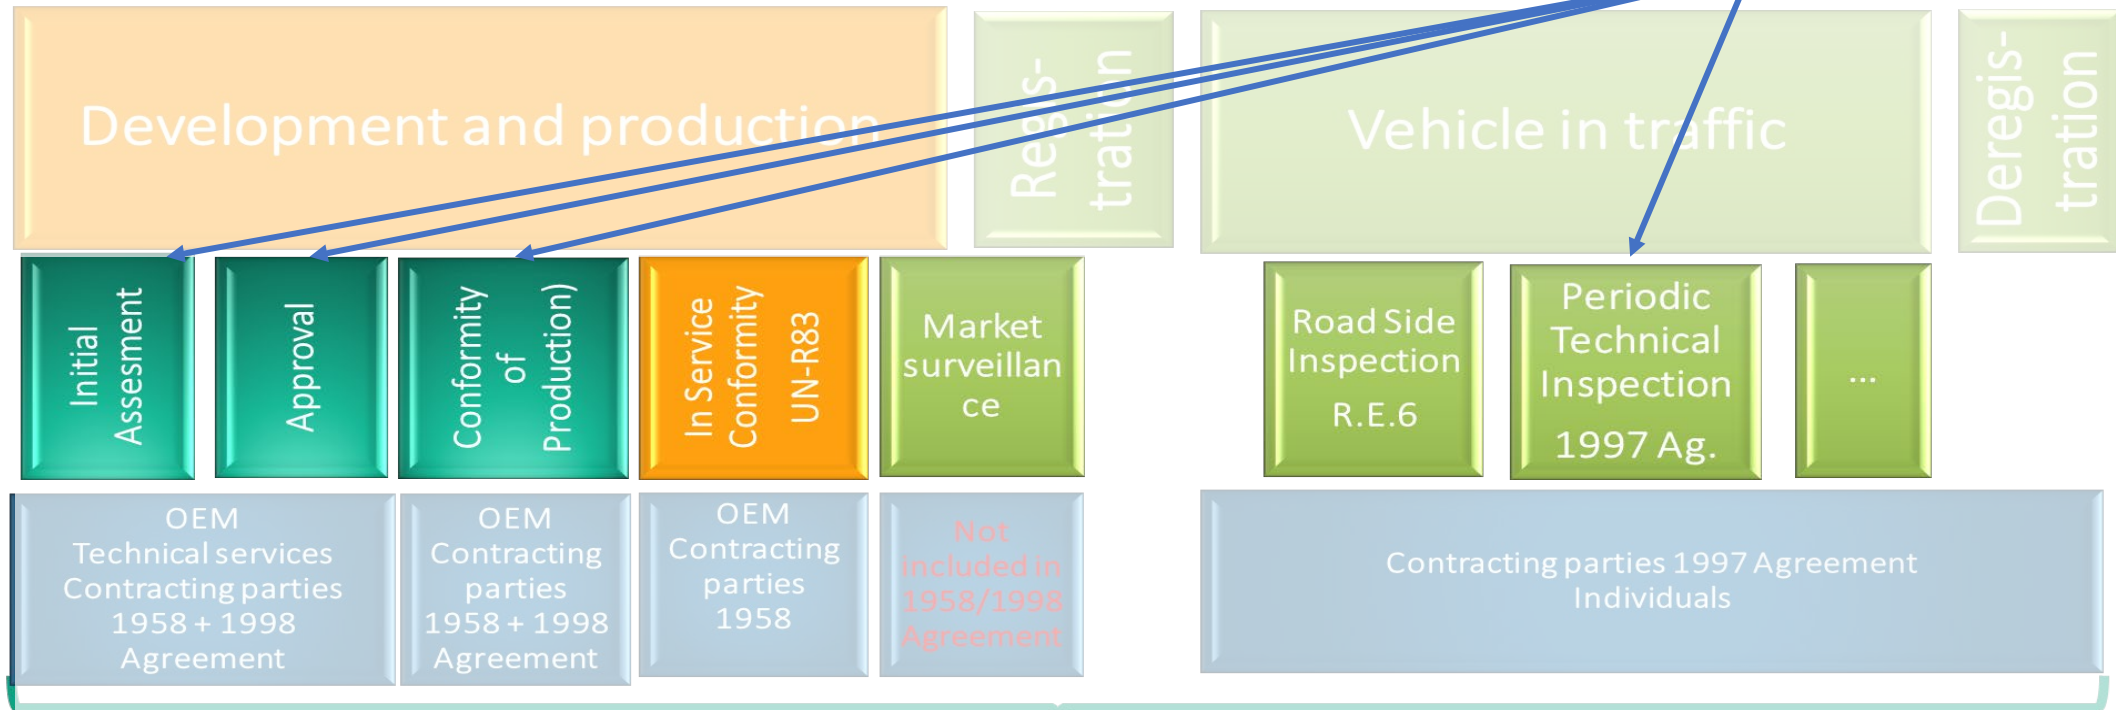 Development and production
Regis-
tration
Vehicle in traffic
Deregis-
tration
Initial
Assesment
Approval
Conformity
of
Production)
In Service
Conformity
UN-R83
Market
surveillan
ce
Road Side
Inspection
R.E.6
Periodic
Technical
Inspection
1997 Ag.
...
OEM
Technical services
Contracting parties
1958 + 1998
Agreement
OEM
Contracting
parties
1958 + 1998
Agreement
OEM
Contracting
parties
1958
Not
Included in
1958/1998
Agreement
Contracting parties 1997 Agreement
Individuals